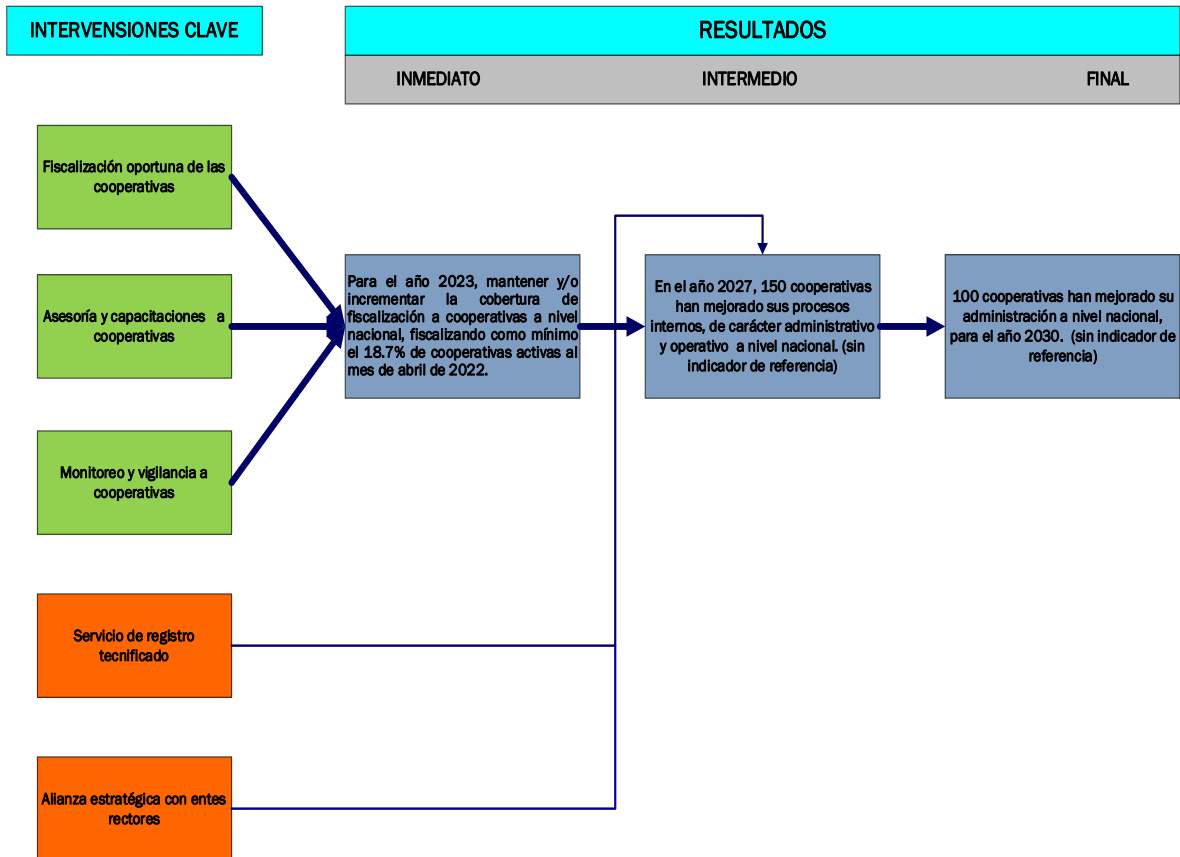 INTERVENSIONES CLAVE
RESULTADOS
INMEDIATO
INTERMEDIO
FINAL
Fiscalización oportuna de las
cooperativas
Asesoría y capacitaciones a
cooperativas
Monitoreo y vigilancia a
cooperativas
Servicio de registro
tecnificado
Alianza estratégica con entes
rectores
Para el año 2023, mantener y/o
incrementar la cobertura de
fiscalización a cooperativas a nivel
nacional, fiscalizando como mínimo
el 18.7% de cooperativas activas al
mes de abril de 2022.
En el año 2027, 150 cooperativas
han mejorado sus procesos
internos, de carácter administrativo
y operativo a nivel nacional. (sin
indicador de referencia)
100 cooperativas han mejorado su
administración a nivel nacional,
para el año 2030. (sin indicador de
referencia)